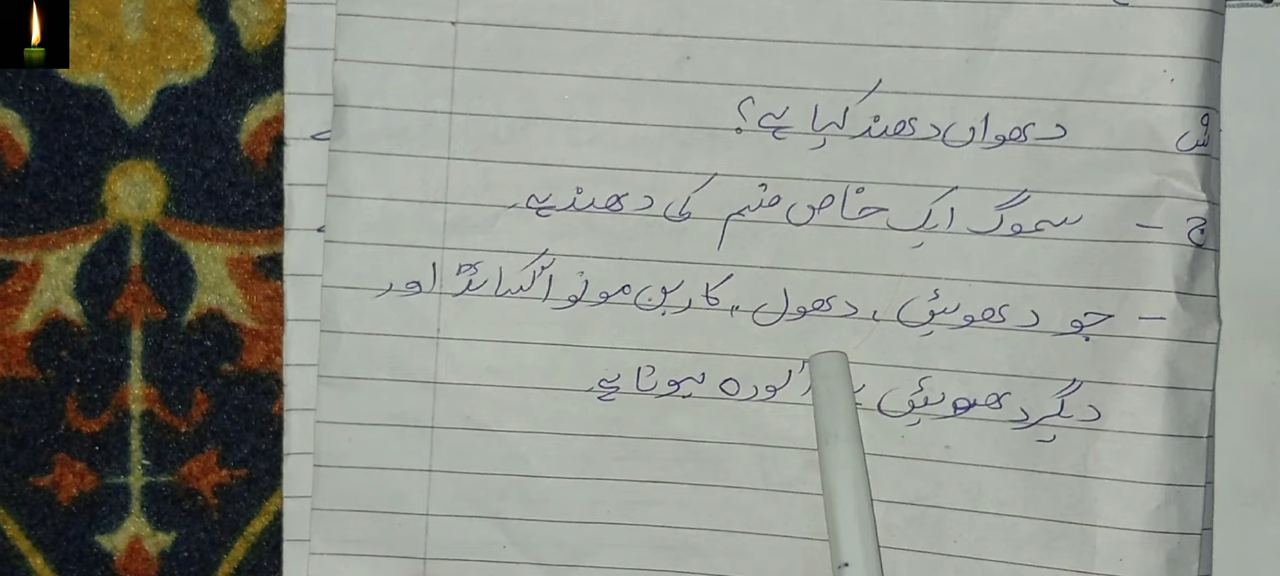 س دھواں دھند کیا ہے؟
ج - سموگ ایک خاص قسم کی دھند ہے۔
- جو دھوئیں، دھول، کاربن مونو آکسائڈ اور
دیگر دھوئیں آلودہ ہوتا ہے